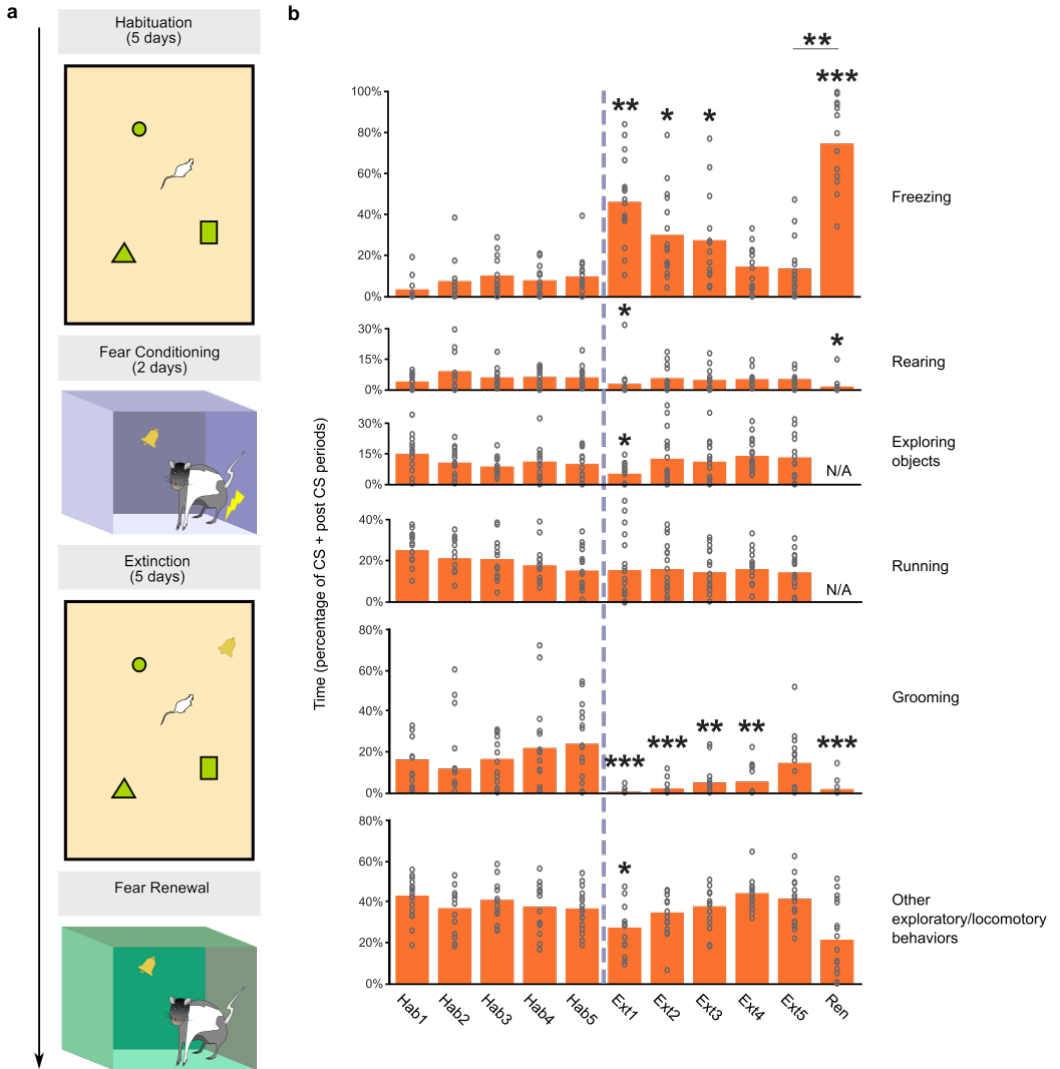 a
Habituation
(5 days)
Fear Conditioning
(2 days)
Extinction
(5 days)
Fear Renewal
b
Time (percentage of CS + post CS periods)
**
100%
80%
60%
40%
20%
0%
**
*
*
***
Freezing
30%
15%
0%
*
*
Rearing
30%
15%
0%
*
N/A
Exploring
objects
40%
20%
0%
N/A
Running
80%
60%
40%
20%
0%
***
***
**
**
***
Grooming
80%
60%
40%
20%
0%
*
Other
exploratory/locomotory
behaviors
Hab1
Hab2
Hab3
Hab4
Hab5
Ext1
Ext2
Ext3
Ext4
Ext5
Ren